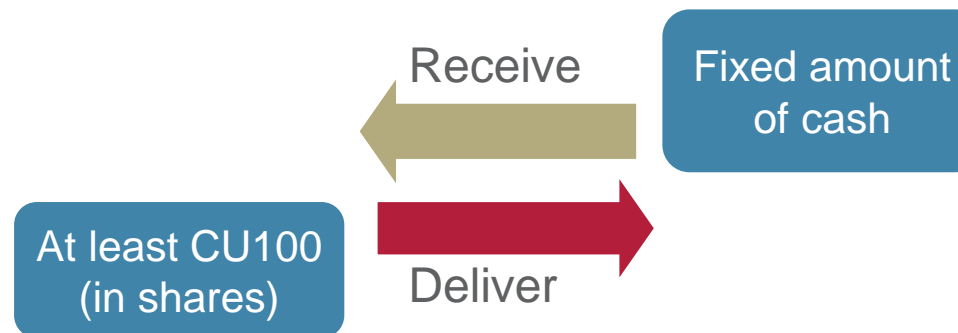 Receive
Fixed amount
of cash
At least CU100
(in shares)
Deliver